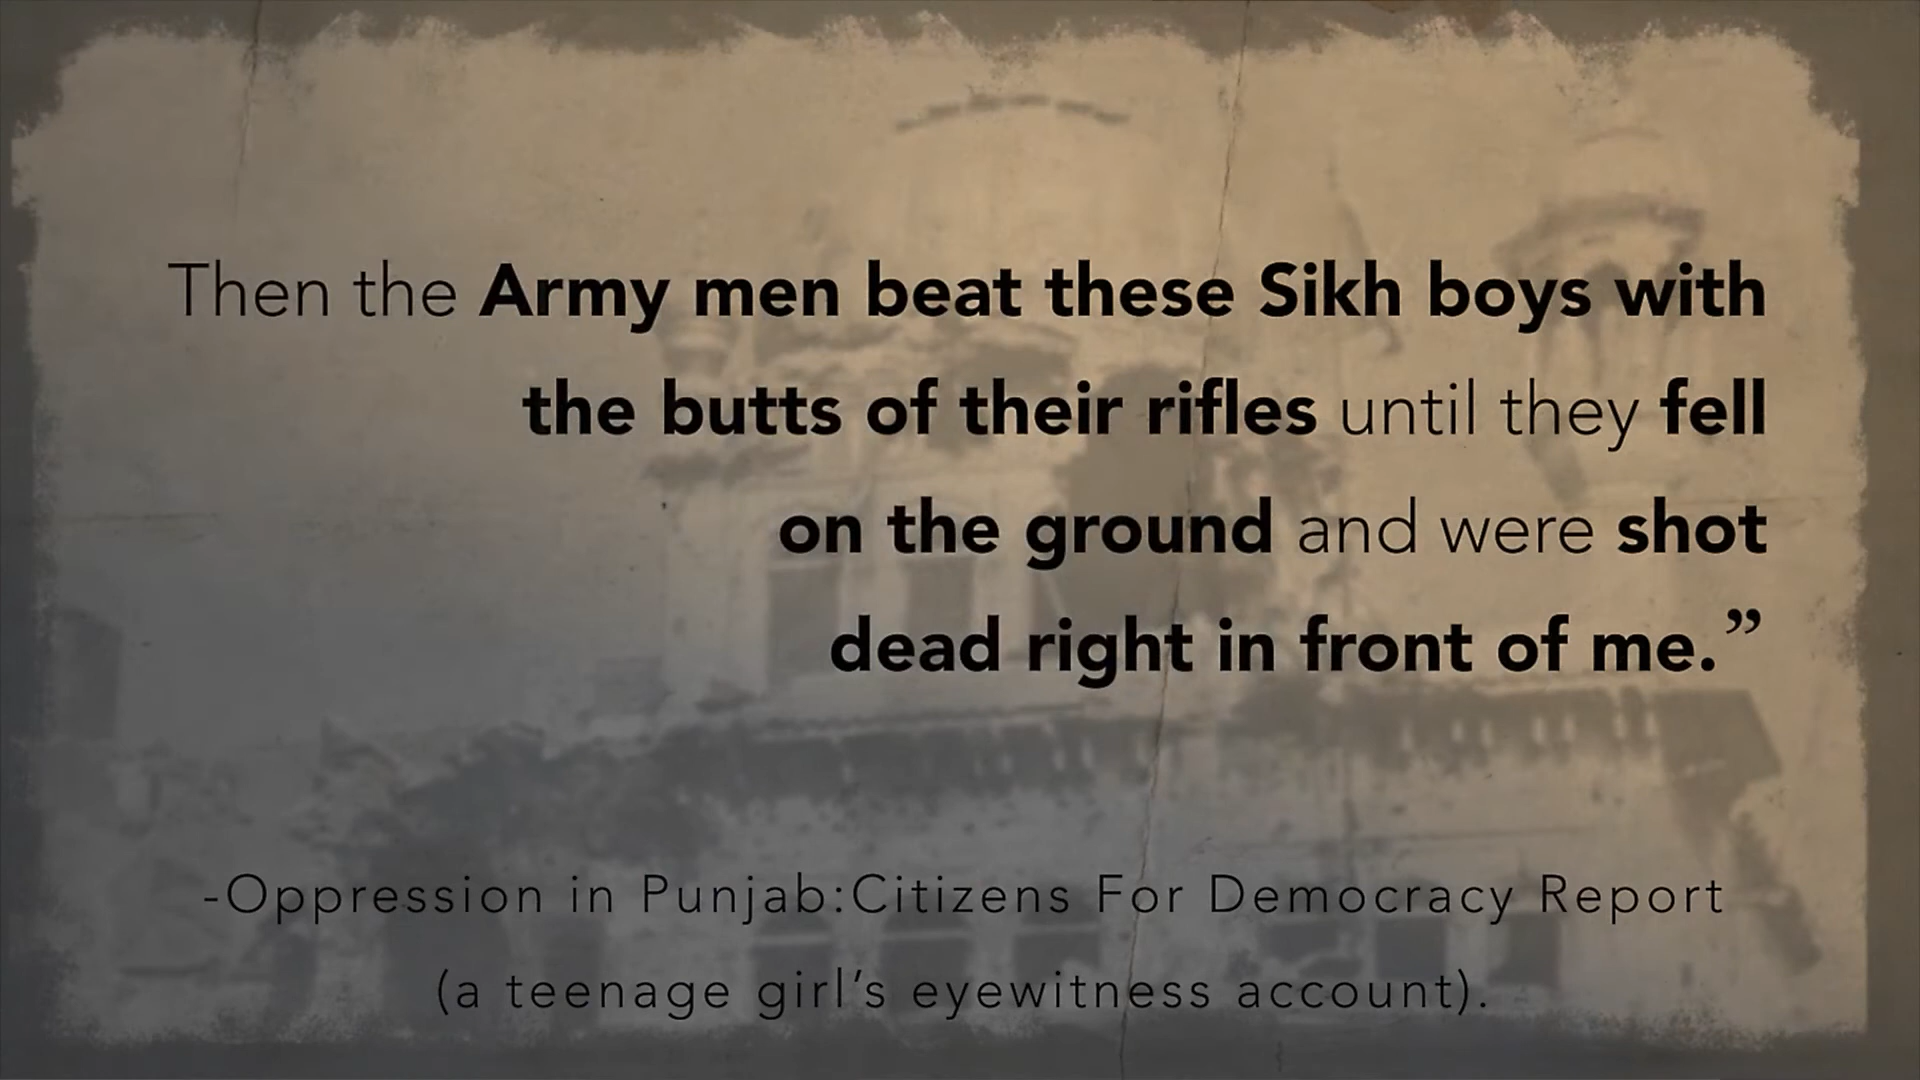 Then the Army men beat these Sikh boys with
the butts of their rifles until they fell
on the ground and were shot
dead right in front of me.”
-Oppression in Punjab:Citizens For Democracy Report
(a teenage girl’s eyewitness account).